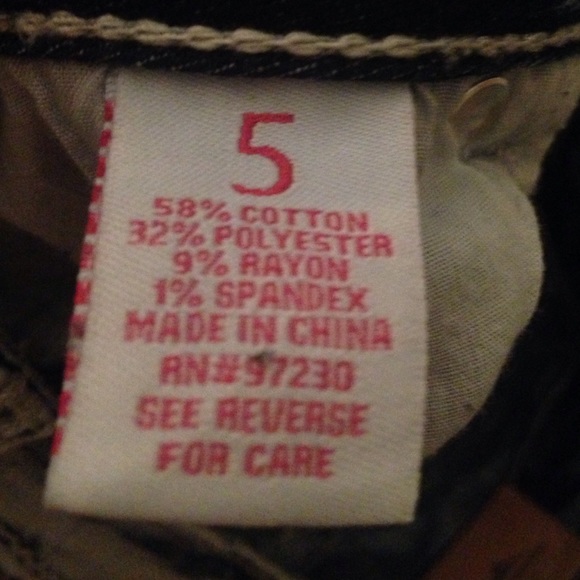 5
58% COTTON
32% POLYESTER
9% RAYON
1% SPANDEX
MADE IN CHINA
RN#97230
SEE REVERSE
FOR CARE